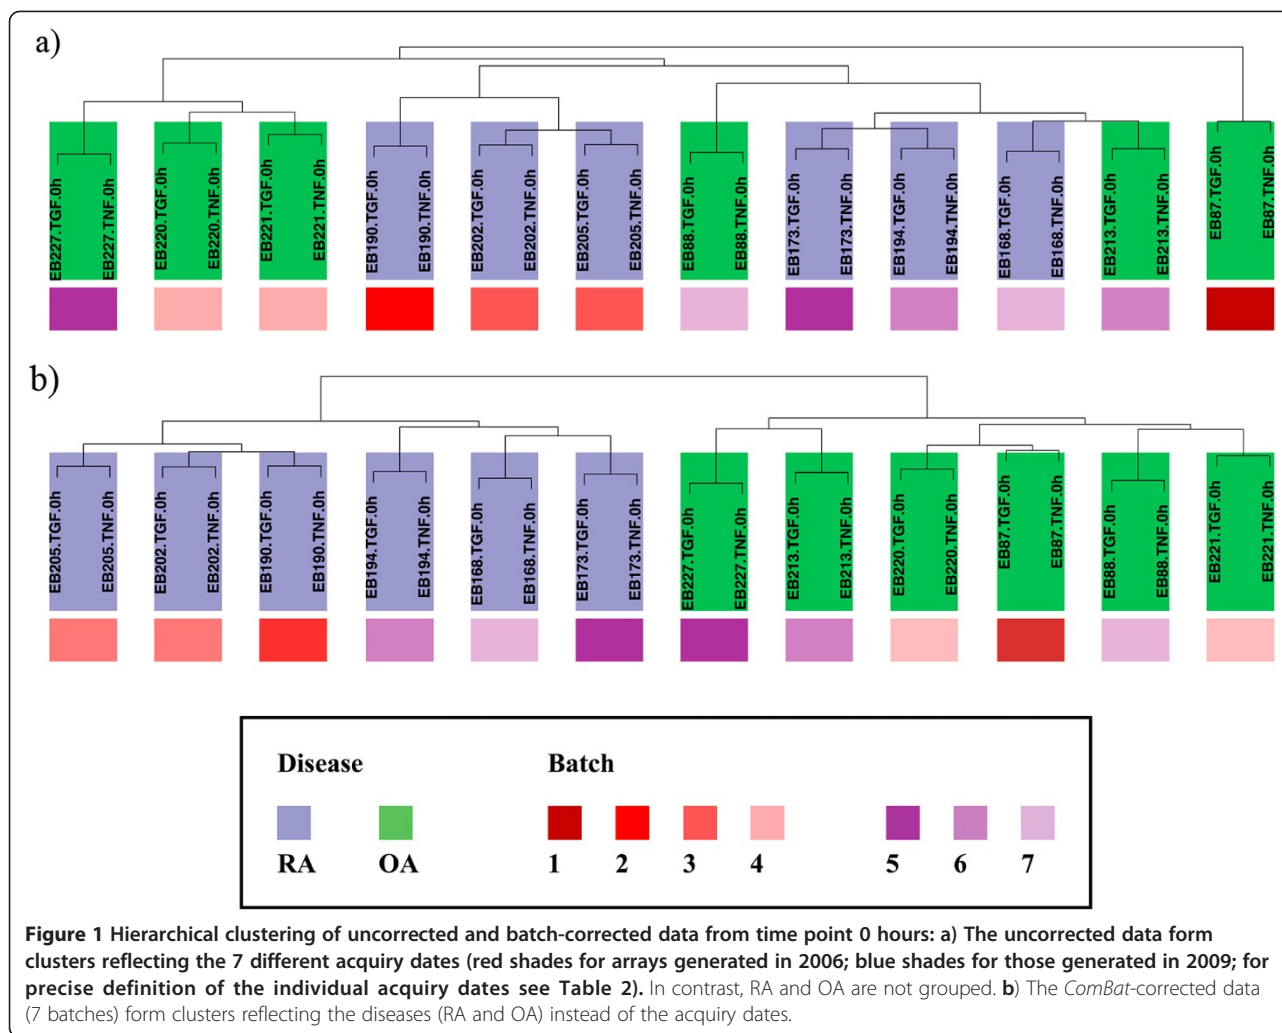 a)
EB227.TGF.0h
EB227.TNF.0h
EB220.TGF.0h
EB220.TNF.0h
EB221.TGF.0h
EB221.TNF.0h
EB190.TGF.0h
EB190.TNF.0h
EB202.TGF.0h
EB202.TNF.0h
EB205.TGF.0h
EB205.TNF.0h
EB88.TGF.0h
EB88.TNF.0h
EB173.TGF.0h
EB173.TNF.0h
EB194.TGF.0h
EB194.TNF.0h
EB168.TGF.0h
EB168.TNF.0h
EB213.TGF.0h
EB213.TNF.0h
EB87.TGF.0h
EB87.TNF.0h
b)
EB205.TGF.0h
EB205.TNF.0h
EB202.TGF.0h
EB202.TNF.0h
EB190.TGF.0h
EB190.TNF.0h
EB194.TGF.0h
EB194.TNF.0h
EB168.TGF.0h
EB168.TNF.0h
EB173.TGF.0h
EB173.TNF.0h
EB227.TGF.0h
EB227.TNF.0h
EB213.TGF.0h
EB213.TNF.0h
EB220.TGF.0h
EB220.TNF.0h
EB87.TGF.0h
EB87.TNF.0h
EB88.TGF.0h
EB88.TNF.0h
EB221.TGF.0h
EB221.TNF.0h
Disease Batch
RA OA 1 2 3 4 5 6 7
Figure 1 Hierarchical clustering of uncorrected and batch-corrected data from time point 0 hours: a) The uncorrected data form
clusters reflecting the 7 different acquiry dates (red shades for arrays generated in 2006; blue shades for those generated in 2009; for
precise definition of the individual acquiry dates see Table 2). In contrast, RA and OA are not grouped. b) The ComBat-corrected data
(7 batches) form clusters reflecting the diseases (RA and OA) instead of the acquiry dates.